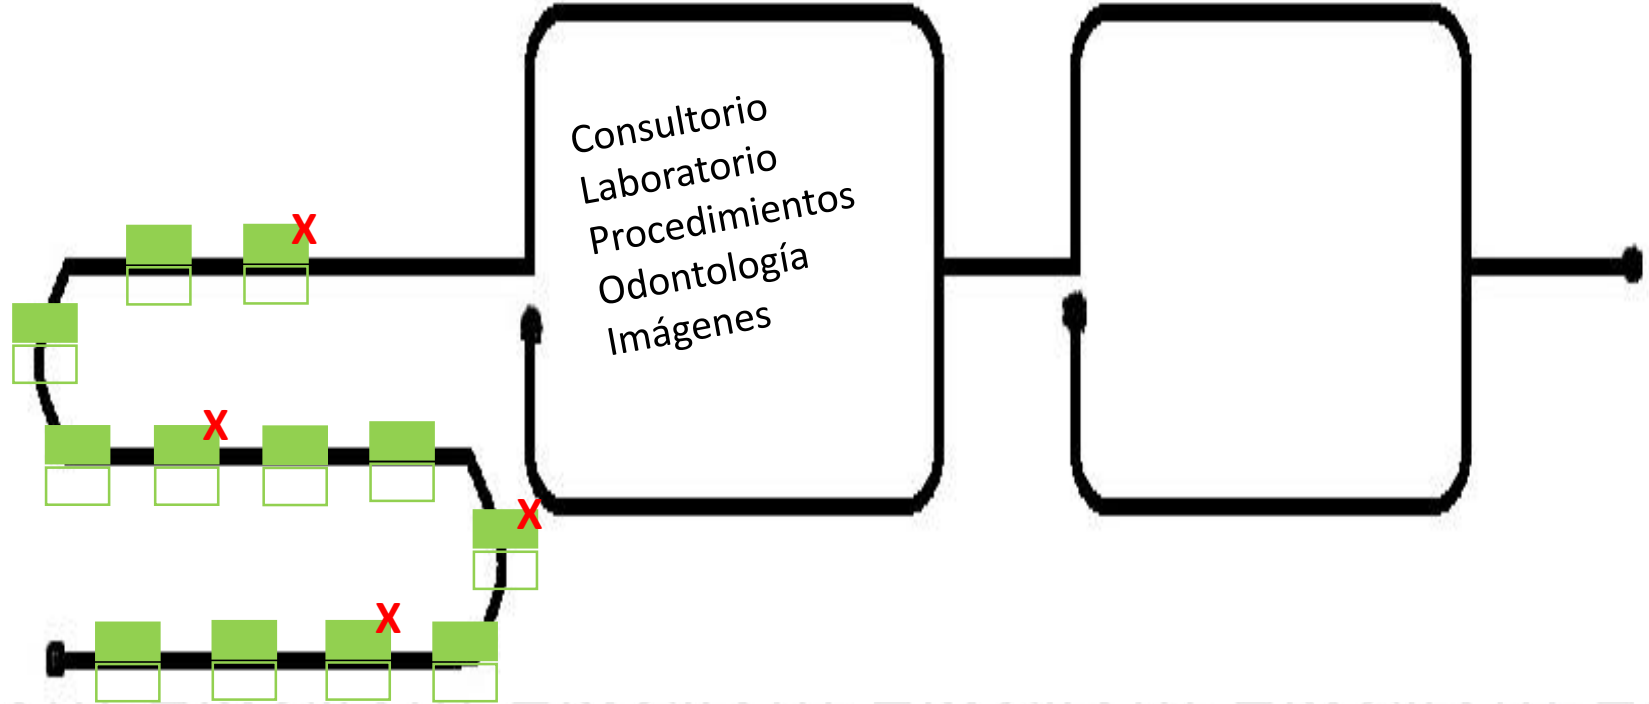 Consultorio
Laboratorio
Procedimientos
Odontología
Imágenes
X
X
X
X